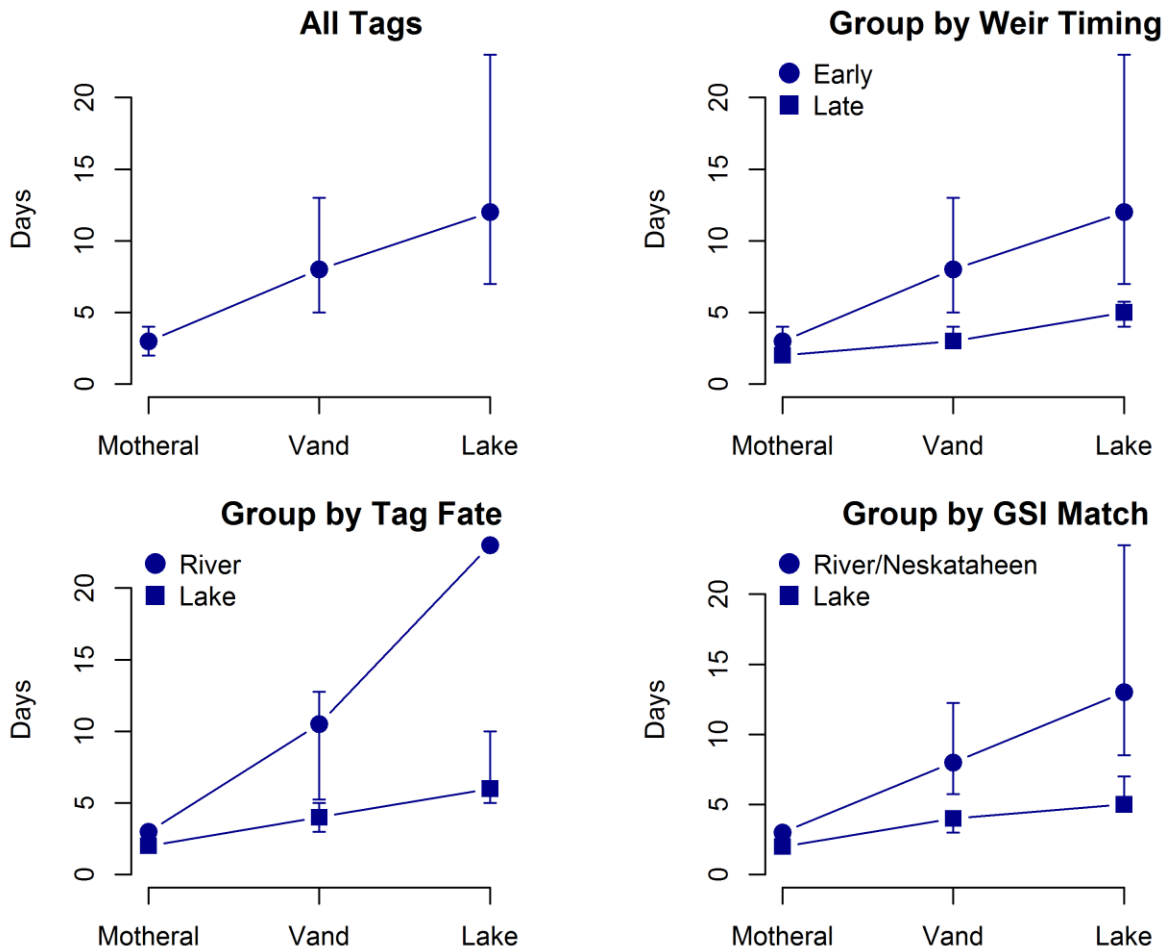 All Tags
Days
20
15
10
5
0
Motheral Vand Lake
Group by Weir Timing
Early
Late
Days
20
15
10
5
0
Motheral Vand Lake
Group by Tag Fate
River
Lake
Days
20
15
10
5
0
Motheral Vand Lake
Group by GSI Match
River/Neskataheen
Lake
Days
20
15
10
5
0
Motheral Vand Lake